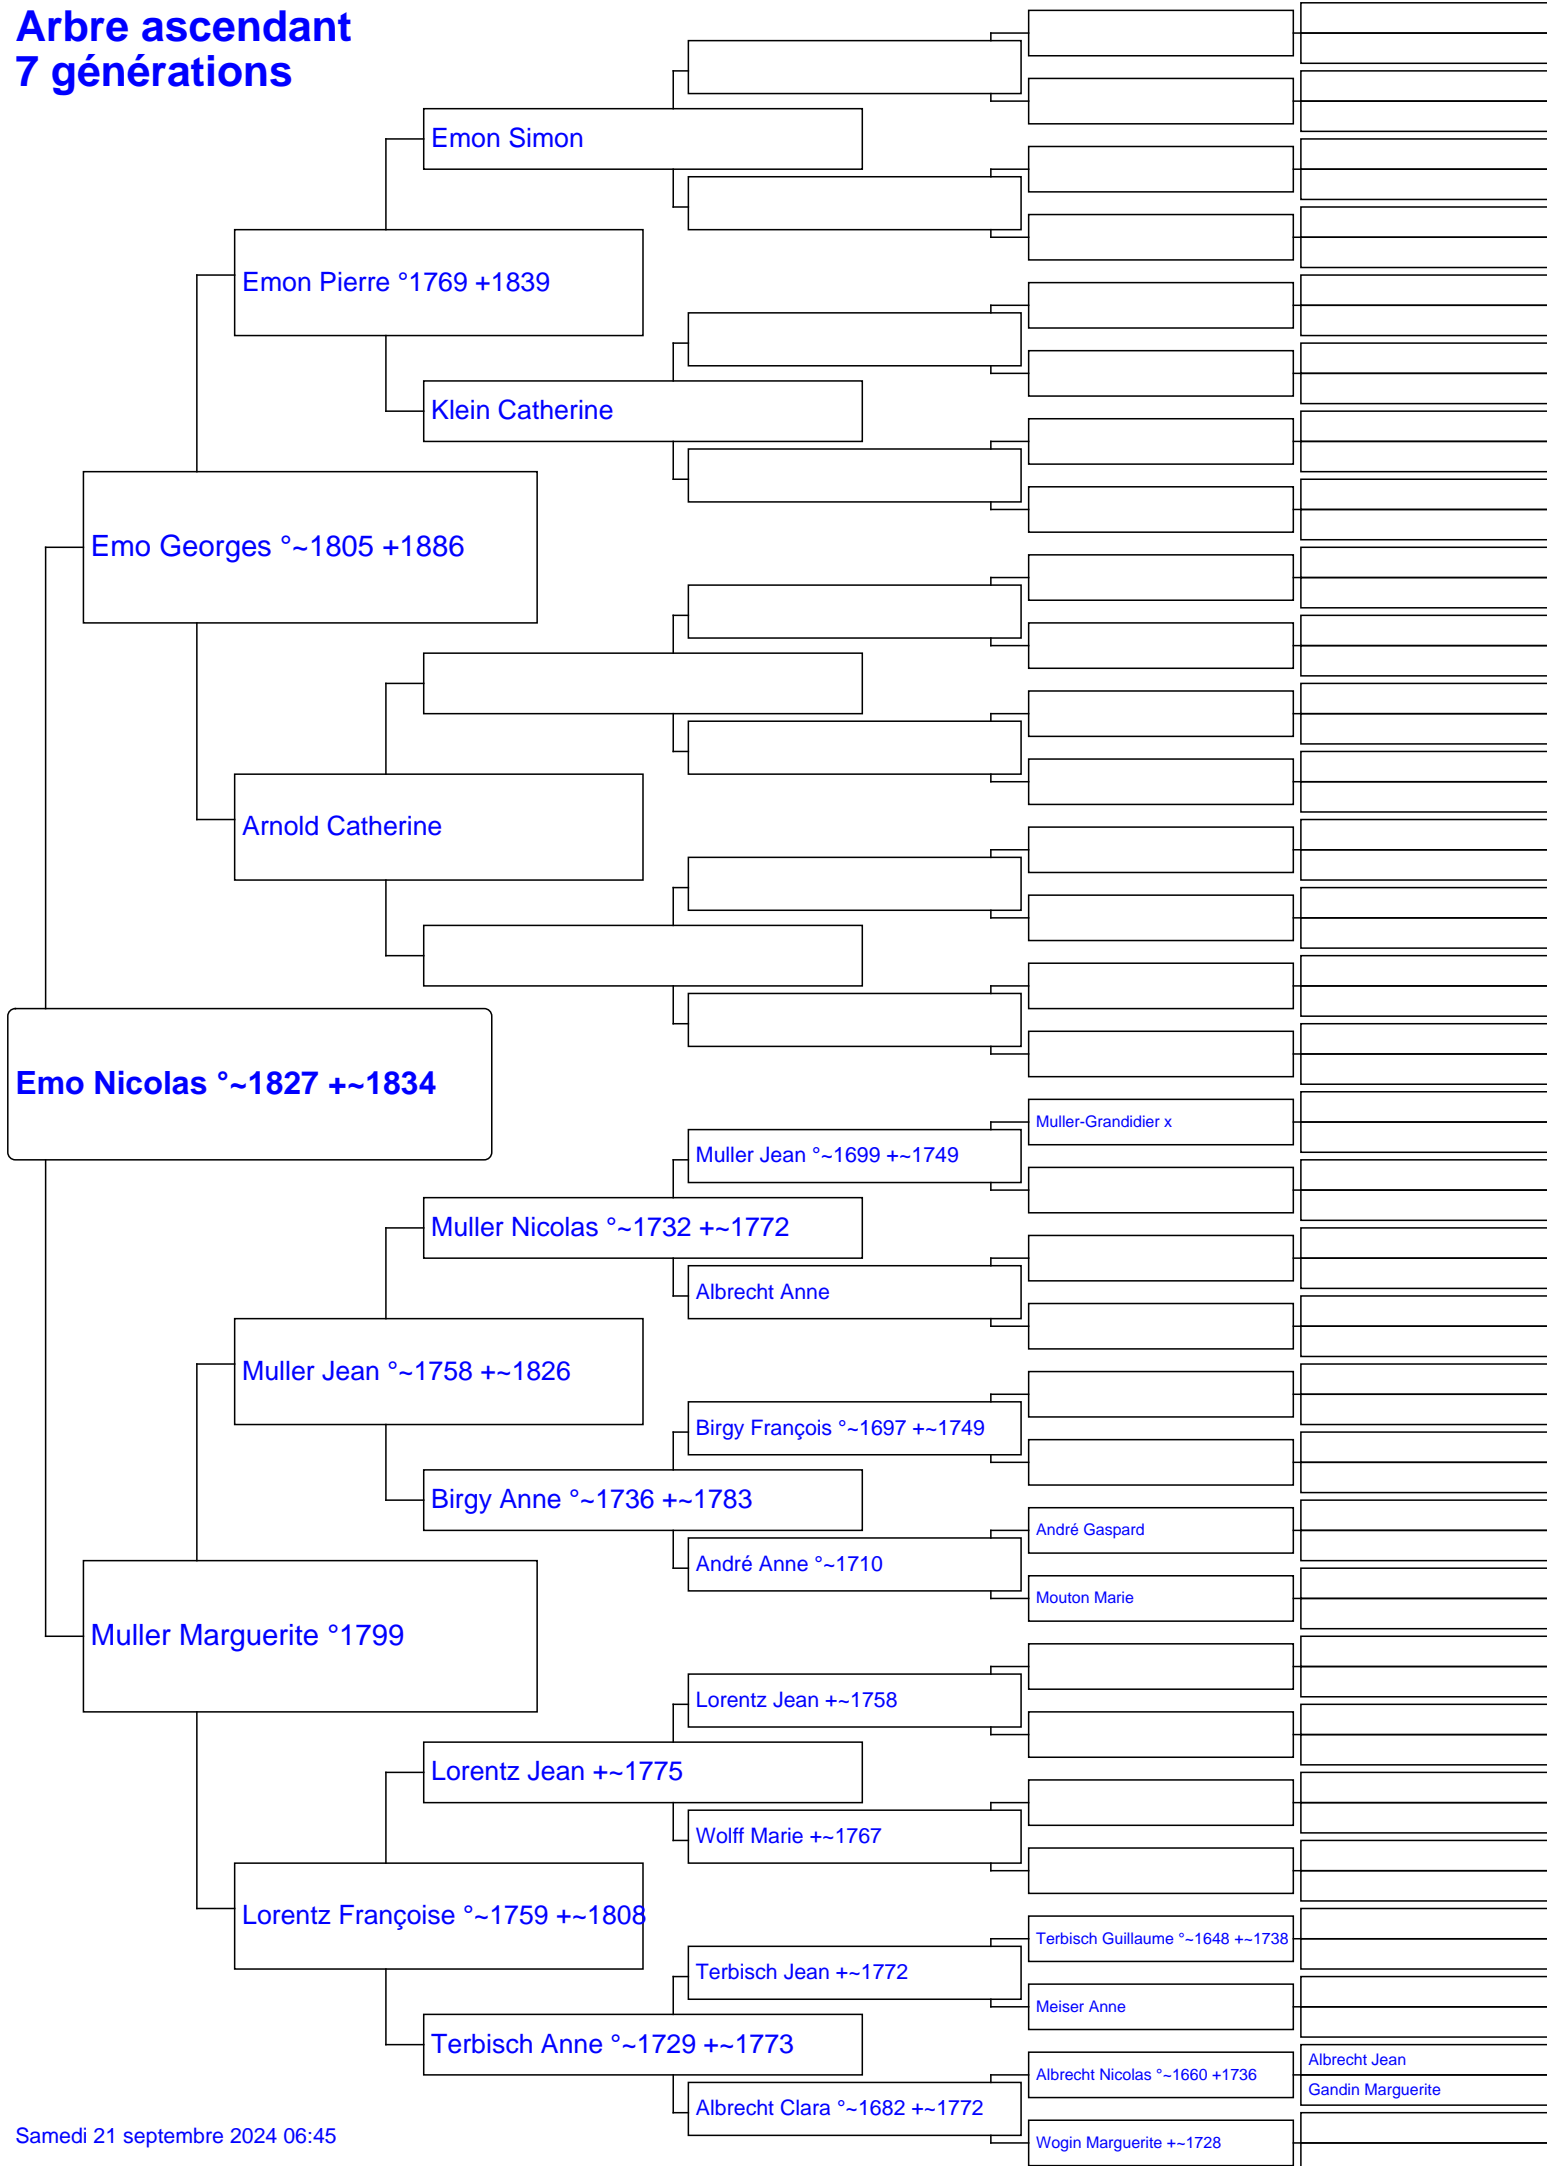 Arbre ascendant
7 générations
Emon Simon
Emon Pierre °1769 +1839
Klein Catherine
Emo Georges °~1805 +1886
Arnold Catherine
Emo Nicolas °~1827 +~1834
Muller-Grandidier x
Muller Jean °~1699 +~1749
Muller Nicolas °~1732 +~1772
Albrecht Anne
Muller Jean °~1758 +~1826
Birgy François °~1697 +~1749
Birgy Anne °~1736 +~1783
André Gaspard
André Anne °~1710
Mouton Marie
Muller Marguerite °1799
Lorentz Jean +~1758
Lorentz Jean +~1775
Wolff Marie +~1767
Lorentz Françoise °~1759 +~1808
Terbisch Guillaume °~1648 +~1738
Terbisch Jean +~1772
Meiser Anne
Terbisch Anne °~1729 +~1773
Albrecht Jean
Albrecht Nicolas °~1660 +1736
Gandin Marguerite
Albrecht Clara °~1682 +~1772
Wogin Marguerite +~1728
Samedi 21 septembre 2024 06:45